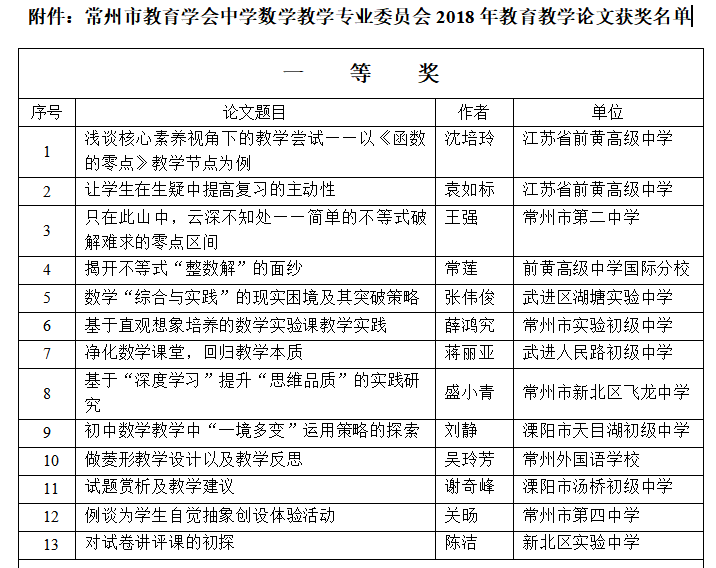 附件：常州市教育学会中学数学教学专业委员会 2018 年教育教学论文获奖名单
一 等 奖
序号 论文题目 作者 单位
1 浅谈核心素养视角下的教学尝试——以《函数的零点》教学节点为例 沈培玲 江苏省前黄高级中学
2 让学生在生疑中提高复习的主动性 袁如标 江苏省前黄高级中学
3 只在此山中，云深不知处——简单的不等式破解难求的零点区间 王强 常州市第二中学
4 揭开不等式“整数解”的面纱 常莲 前黄高级中学国际分校
5 数学“综合与实践”的现实困境及其突破策略 张伟俊 武进区湖塘实验中学
6 基于直观想象培养的数学实验课教学实践 薛鸿究 常州市实验初级中学
7 净化数学课堂，回归教学本质 蒋丽亚 武进人民路初级中学
8 基于“深度学习”提升“思维品质”的实践研究 盛小青 常州市新北区飞龙中学
9 初中数学教学中“一境多变”运用策略的探索 刘静 溧阳市天目湖初级中学
10 做菱形教学设计以及教学反思 吴玲芳 常州外国语学校
11 试题赏析及教学建议 谢奇峰 溧阳市汤桥初级中学
12 例谈为学生自觉抽象创设体验活动 关旸 常州市第四中学
13 对试卷讲评课的初探 陈洁 新北区实验中学